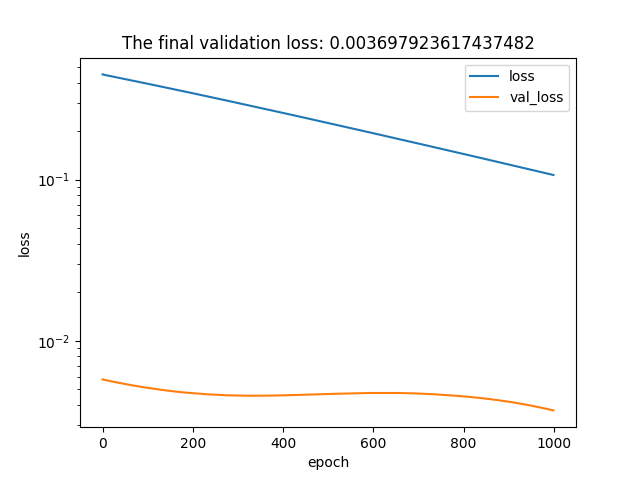 The final validation loss: 0.003697923617437482
loss
val_loss
10⁻¹
10⁻²
loss
0 200 400 600 800 1000
epoch